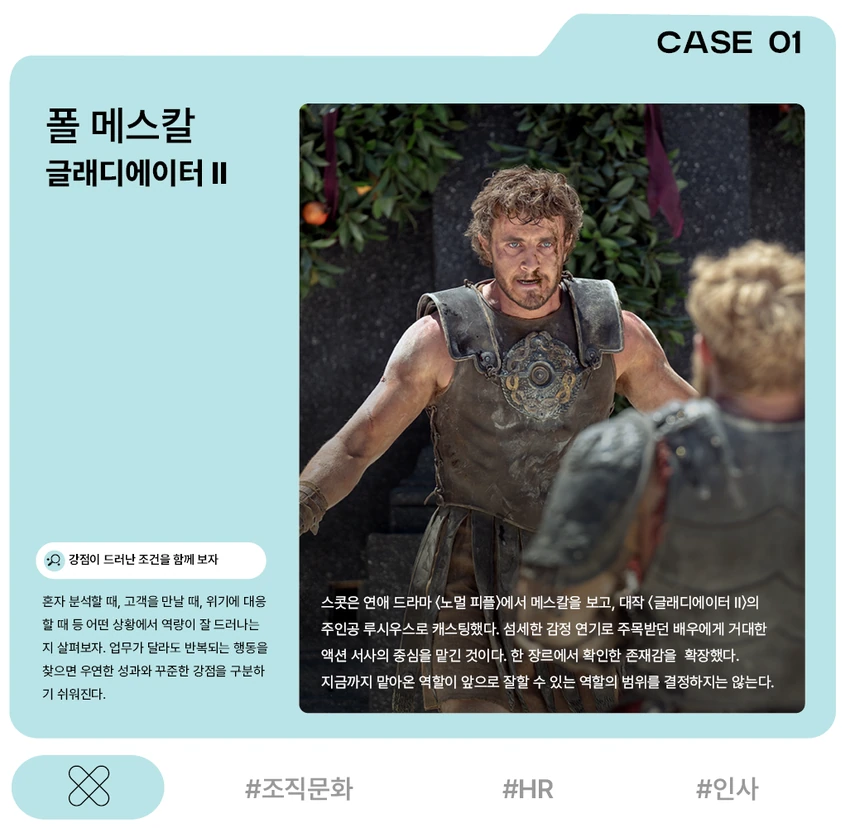 CASE 01
폴 메스칼
글래디에이터 II
강점이 드러난 조건을 함께 보자
혼자 분석할 때, 고객을 만날 때, 위기에 대응
할 때 등 어떤 상황에서 역량이 잘 드러나는
지 살펴보자. 업무가 달라도 반복되는 행동을
찾으면 우연한 성과와 꾸준한 강점을 구분하
기 쉬워진다.
스콧은 연애 드라마 〈노멀 피플〉에서 메스칼을 보고, 대작 〈글래디에이터 II〉의
주인공 루시우스로 캐스팅했다. 섬세한 감정 연기로 주목받던 배우에게 거대한
액션 서사의 중심을 맡긴 것이다. 한 장르에서 확인한 존재감을 확장했다.
지금까지 맡아온 역할이 앞으로 잘할 수 있는 역할의 범위를 결정하지는 않는다.
#조직문화
#HR
#인사